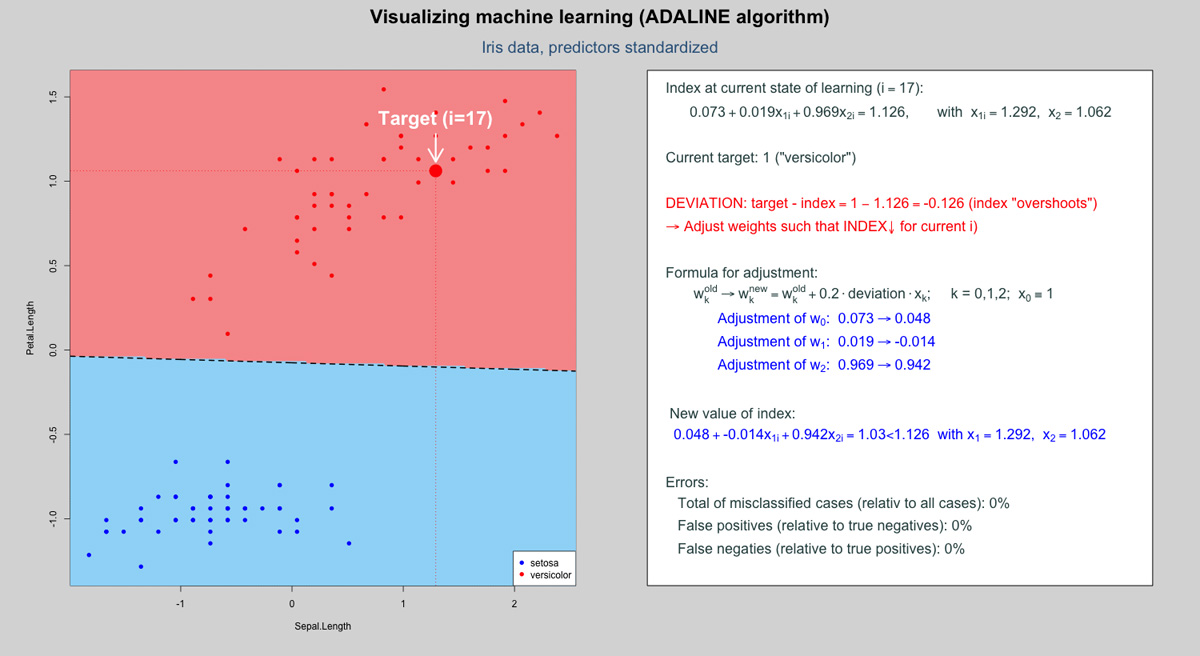 Visualizing machine learning (ADALINE algorithm)
Iris data, predictors standardized
Petal.Length
1.5
1.0
0.5
0.0
-0.5
-1.0
Target (i=17)
setosa
versicolor
-1
0
1
2
Sepal.Length
Index at current state of learning (i = 17):
0.073 + 0.019x₁ᵢ + 0.969x₂ᵢ = 1.126, with x₁ᵢ = 1.292, x₂ = 1.062
Current target: 1 ("versicolor")
DEVIATION: target - index = 1 − 1.126 = -0.126 (index "overshoots")
→ Adjust weights such that INDEX↓ for current i)
Formula for adjustment:
wₖᵒˡᵈ → wₖⁿᵉʷ = wₖᵒˡᵈ + 0.2 · deviation · xₖ; k = 0,1,2; x₀ ≡ 1
Adjustment of w₀: 0.073 → 0.048
Adjustment of w₁: 0.019 → -0.014
Adjustment of w₂: 0.969 → 0.942
New value of index:
0.048 + -0.014x₁ᵢ + 0.942x₂ᵢ = 1.03<1.126 with x₁ = 1.292, x₂ = 1.062
Errors:
Total of misclassified cases (relativ to all cases): 0%
False positives (relative to true negatives): 0%
False negaties (relative to true positives): 0%